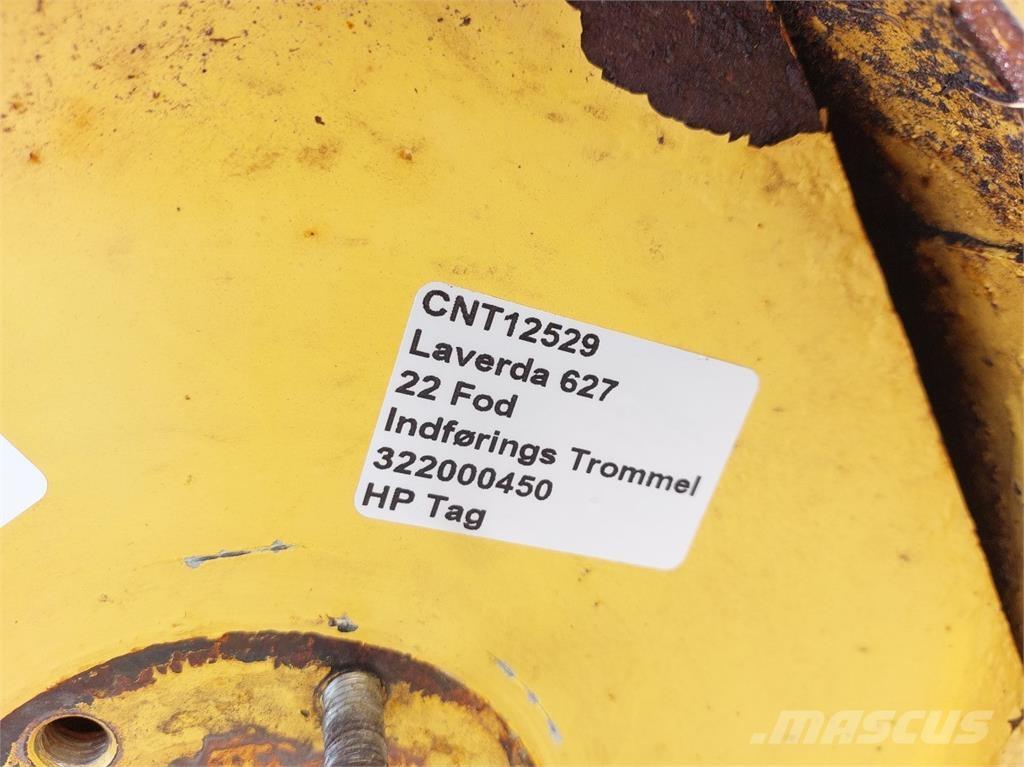 CNT12529
Laverda 627
22 Fod
Indførings Trommel
322000450
HP Tag
MASCUS